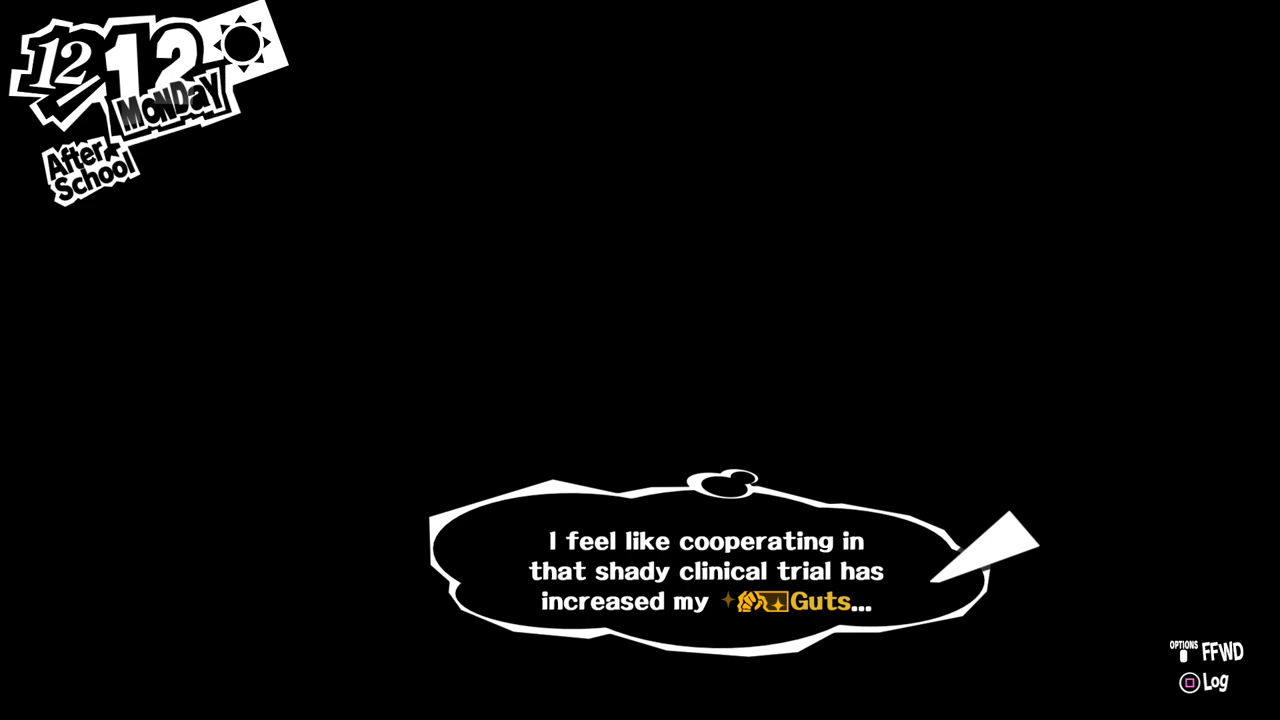 12 12
MONDAY
After
School
I feel like cooperating in
that shady clinical trial has
increased my Guts...
OPTIONS FFWD
Log